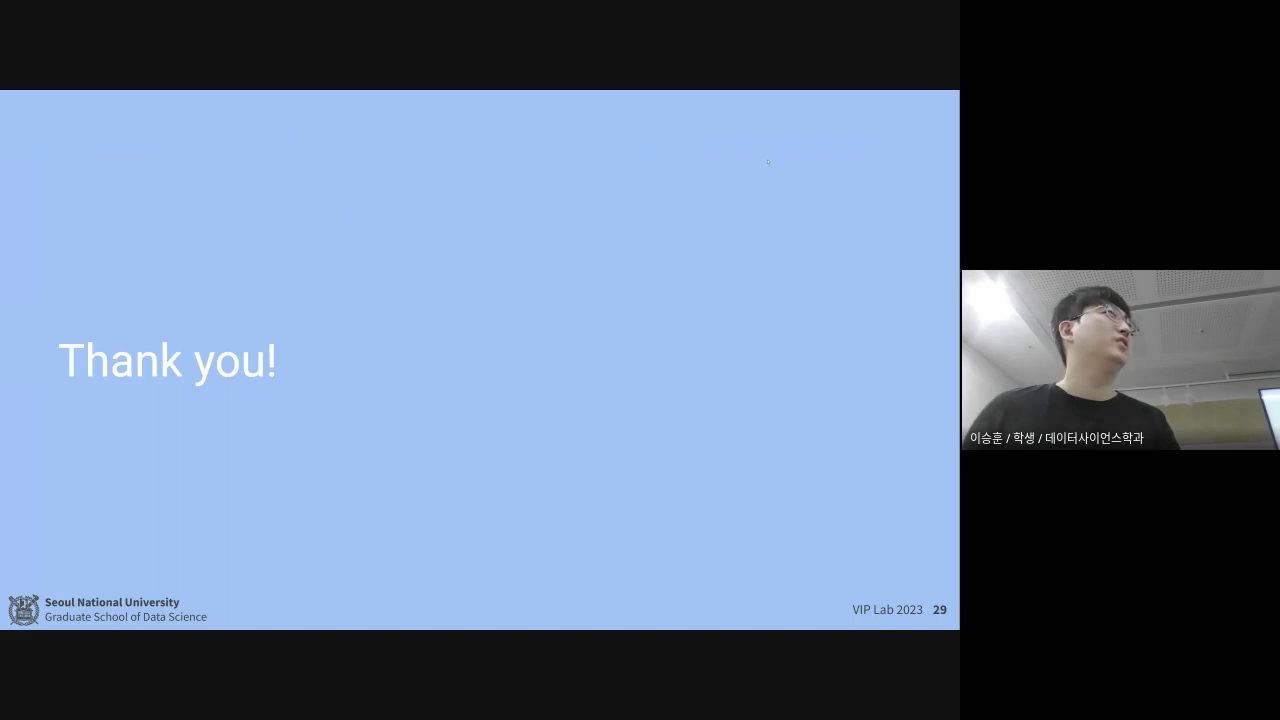 Thank you!
Seoul National University
Graduate School of Data Science
VIP Lab 2023 29
이승훈 / 학생 / 데이터사이언스학과